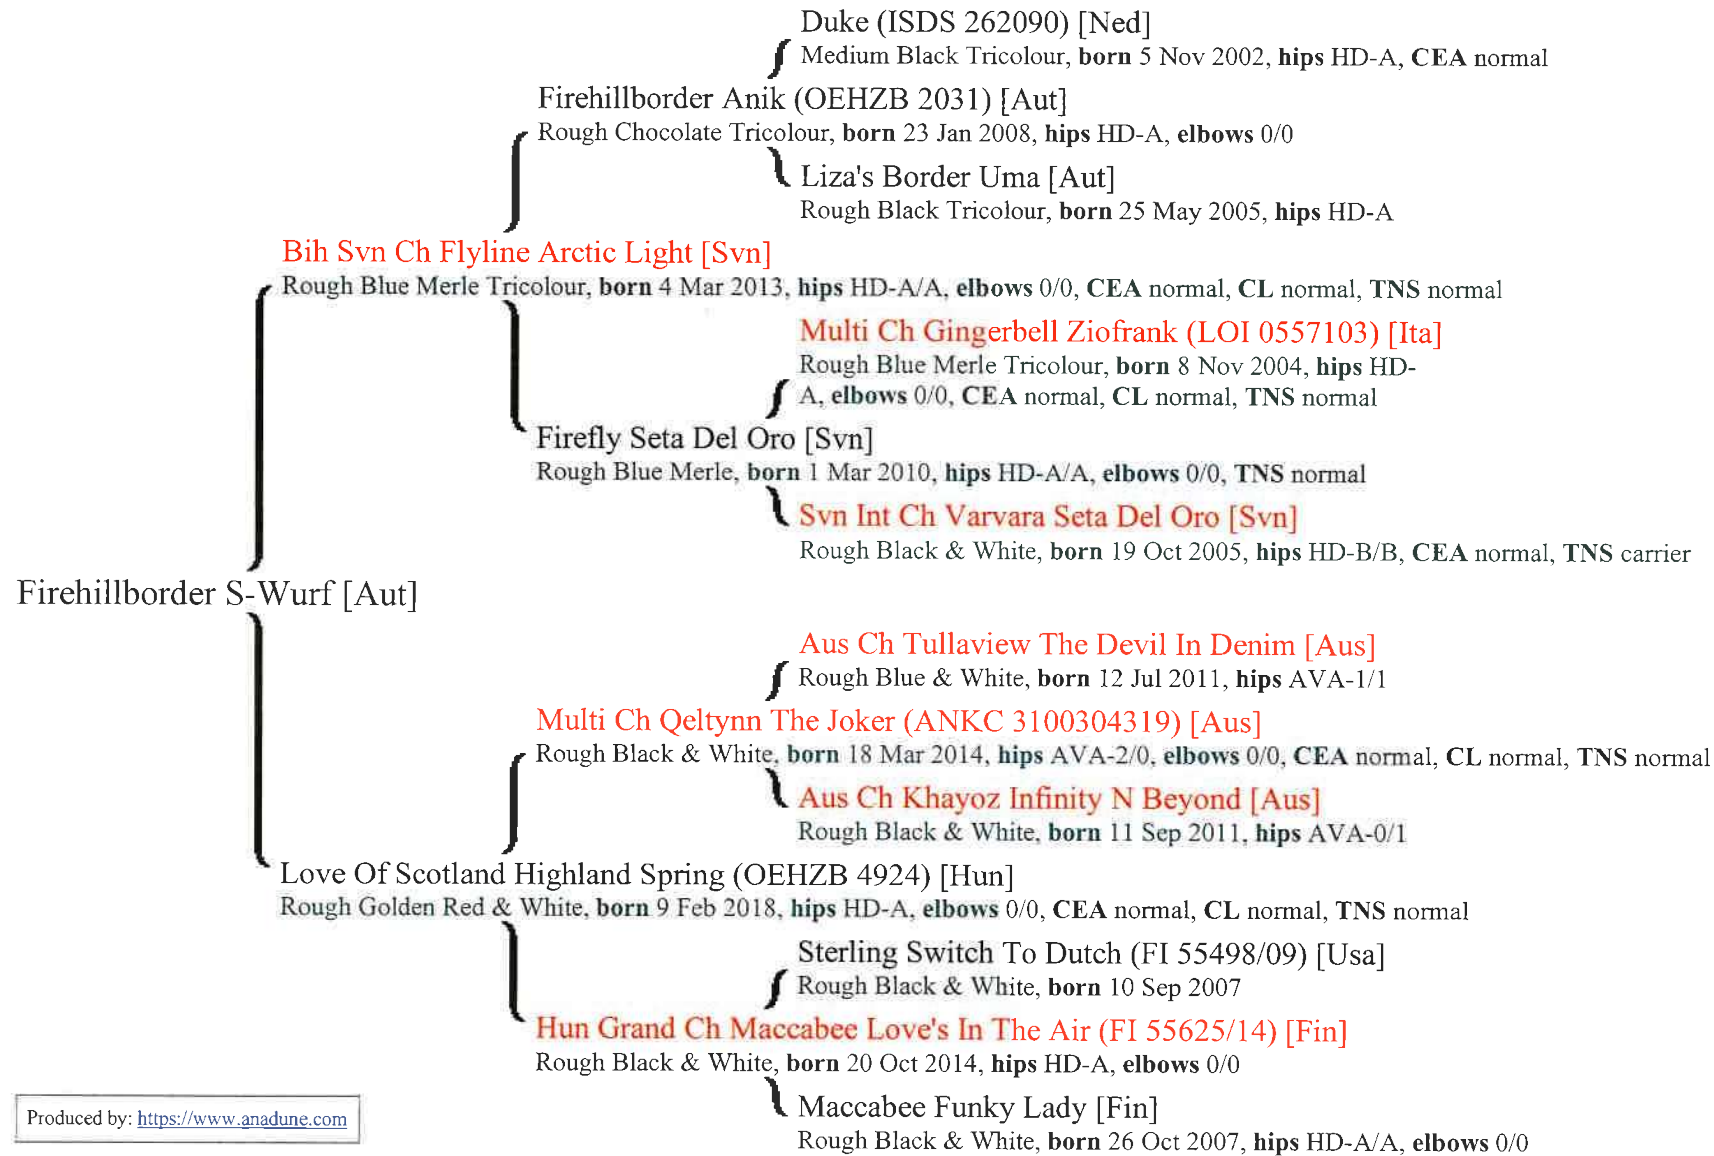 Duke (ISDS 262090) [Ned]
Medium Black Tricolour, born 5 Nov 2002, hips HD-A, CEA normal
Firehillborder Anik (OEHZB 2031) [Aut]
Rough Chocolate Tricolour, born 23 Jan 2008, hips HD-A, elbows 0/0
Liza's Border Uma [Aut]
Rough Black Tricolour, born 25 May 2005, hips HD-A
Bih Svn Ch Flyline Arctic Light [Svn]
Rough Blue Merle Tricolour, born 4 Mar 2013, hips HD-A/A, elbows 0/0, CEA normal, CL normal, TNS normal
Multi Ch Gingerbell Ziofrank (LOI 0557103) [Ita]
Rough Blue Merle Tricolour, born 8 Nov 2004, hips HD-
A, elbows 0/0, CEA normal, CL normal, TNS normal
Firefly Seta Del Oro [Svn]
Rough Blue Merle, born 1 Mar 2010, hips HD-A/A, elbows 0/0, TNS normal
Svn Int Ch Varvara Seta Del Oro [Svn]
Rough Black & White, born 19 Oct 2005, hips HD-B/B, CEA normal, TNS carrier
Firehillborder S-Wurf [Aut]
Aus Ch Tullaview The Devil In Denim [Aus]
Rough Blue & White, born 12 Jul 2011, hips AVA-1/1
Multi Ch Qeltynn The Joker (ANKC 3100304319) [Aus]
Rough Black & White, born 18 Mar 2014, hips AVA-2/0, elbows 0/0, CEA normal, CL normal, TNS normal
Aus Ch Khayoz Infinity N Beyond [Aus]
Rough Black & White, born 11 Sep 2011, hips AVA-0/1
Love Of Scotland Highland Spring (OEHZB 4924) [Hun]
Rough Golden Red & White, born 9 Feb 2018, hips HD-A, elbows 0/0, CEA normal, CL normal, TNS normal
Sterling Switch To Dutch (FI 55498/09) [Usa]
Rough Black & White, born 10 Sep 2007
Hun Grand Ch Maccabee Love's In The Air (FI 55625/14) [Fin]
Rough Black & White, born 20 Oct 2014, hips HD-A, elbows 0/0
Maccabee Funky Lady [Fin]
Rough Black & White, born 26 Oct 2007, hips HD-A/A, elbows 0/0
Produced by: https://www.anadune.com